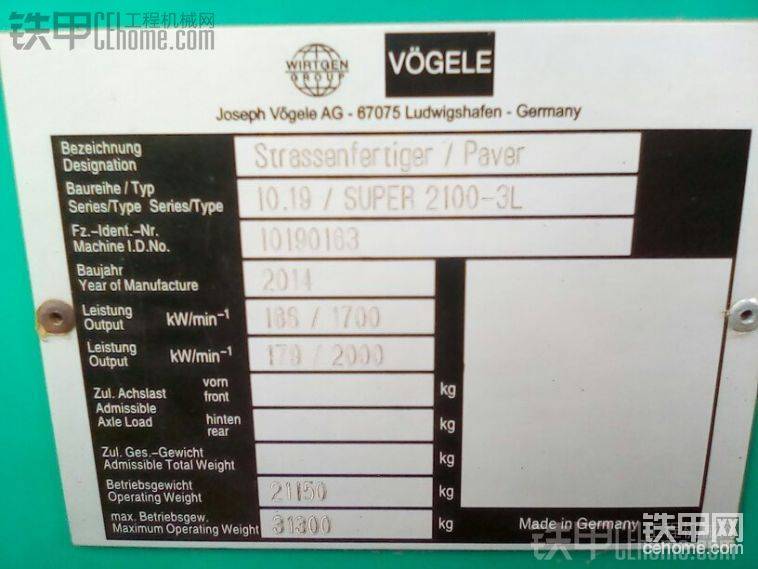 铁甲 CE 工程机械网
CEhome.com
WIRTGEN
GROUP
VÖGELE
Joseph Vögele AG - 67075 Ludwigshafen - Germany
Bezeichnung
Designation
Strassenfertiger / Paver
Baureihe / Typ
Series/Type Series/Type
10.19 / SUPER 2100-3L
Fz.-Ident.-Nr.
Machine I.D.No.
10190163
Baujahr
Year of Manufacture
2014
Leistung
Output
kW/min⁻¹
186 / 1700
Leistung
Output
kW/min⁻¹
179 / 2000
Zul. Achslast
Admissible
Axle Load
vorn
front
kg
hinten
rear
kg
Zul. Ges.-Gewicht
Admissible Total Weight
kg
Betriebsgewicht
Operating Weight
21150
kg
max. Betriebsgew.
Maximum Operating Weight
31300
kg
Made in Germany
铁甲网
cehome.com